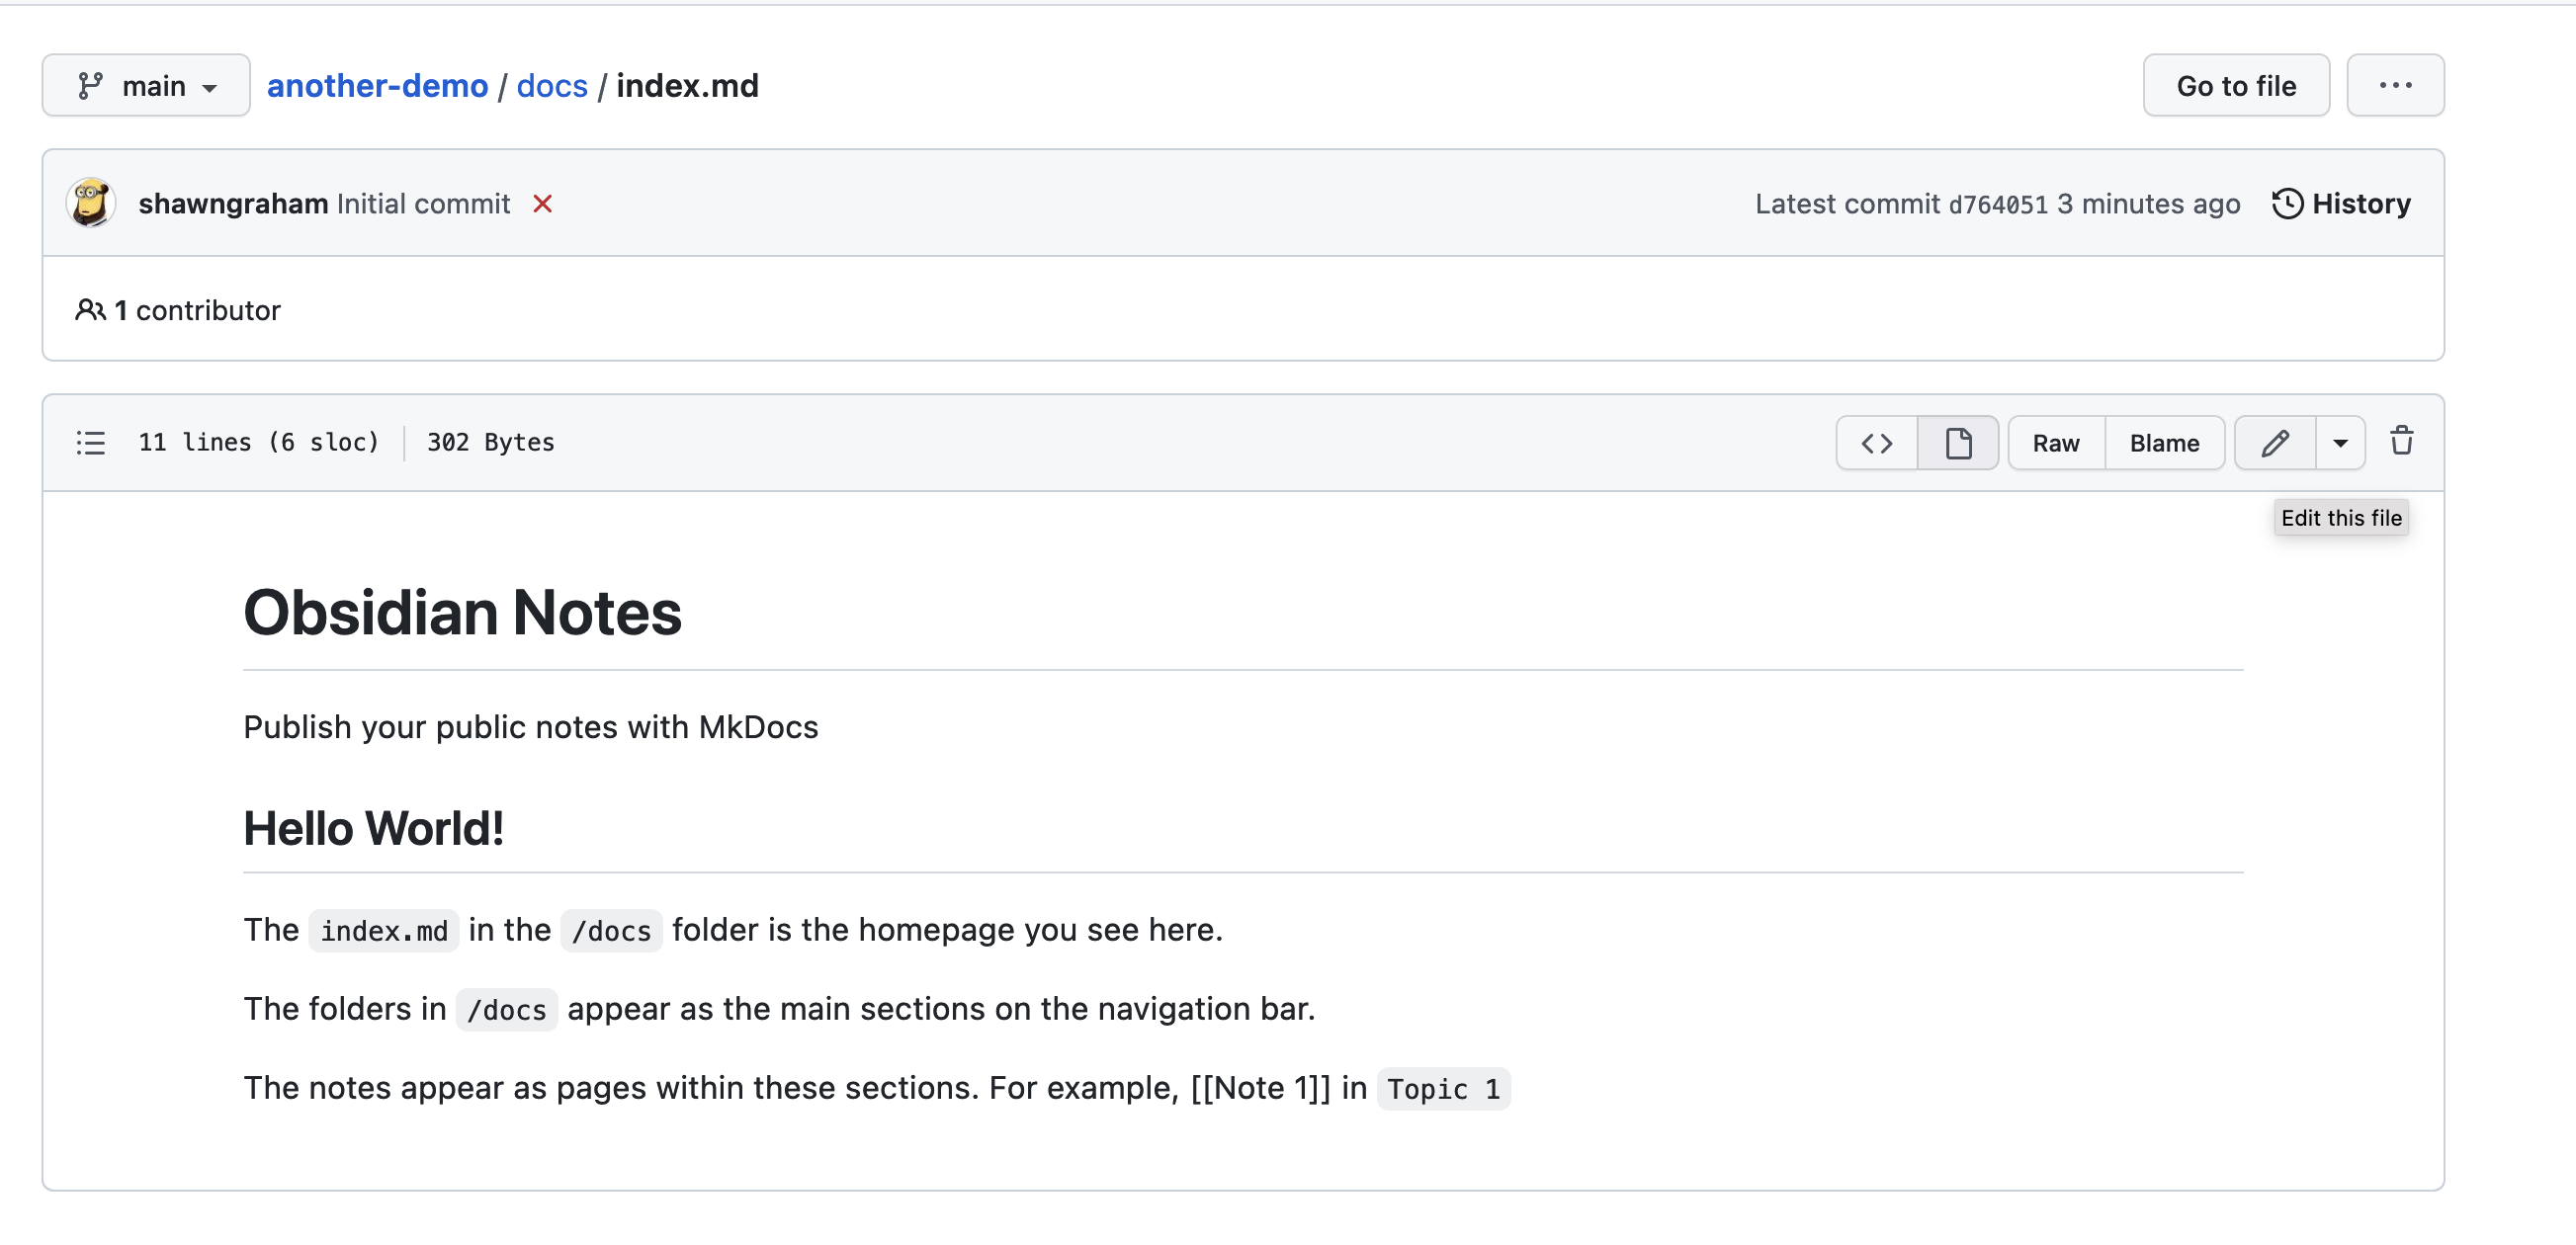 main
another-demo / docs / index.md
Go to file
shawngraham Initial commit
Latest commit d764051 3 minutes ago
History
1 contributor
11 lines (6 sloc)
302 Bytes
Raw
Blame
Edit this file
Obsidian Notes
Publish your public notes with MkDocs
Hello World!
The index.md in the /docs folder is the homepage you see here.
The folders in /docs appear as the main sections on the navigation bar.
The notes appear as pages within these sections. For example, [[Note 1]] in Topic 1